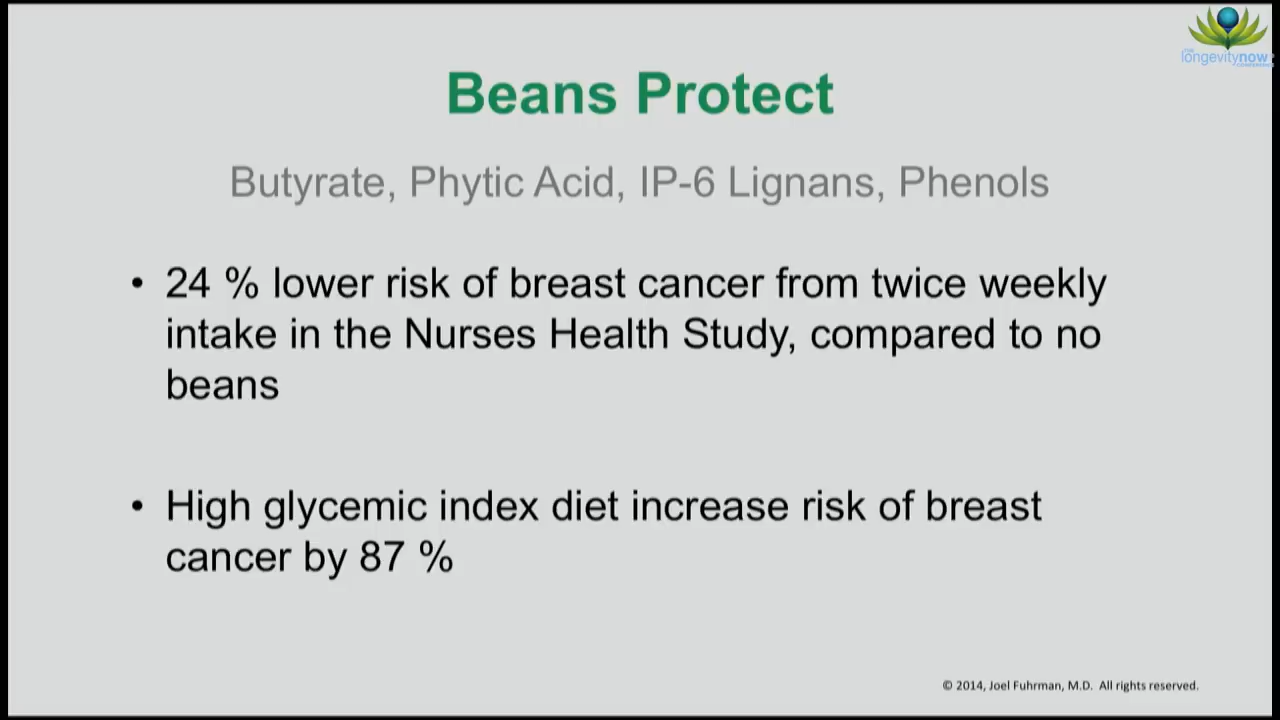 longevitynow
Beans Protect
Butyrate, Phytic Acid, IP-6 Lignans, Phenols
• 24 % lower risk of breast cancer from twice weekly
intake in the Nurses Health Study, compared to no
beans
• High glycemic index diet increase risk of breast
cancer by 87 %
© 2014, Joel Fuhrman, M.D. All rights reserved.